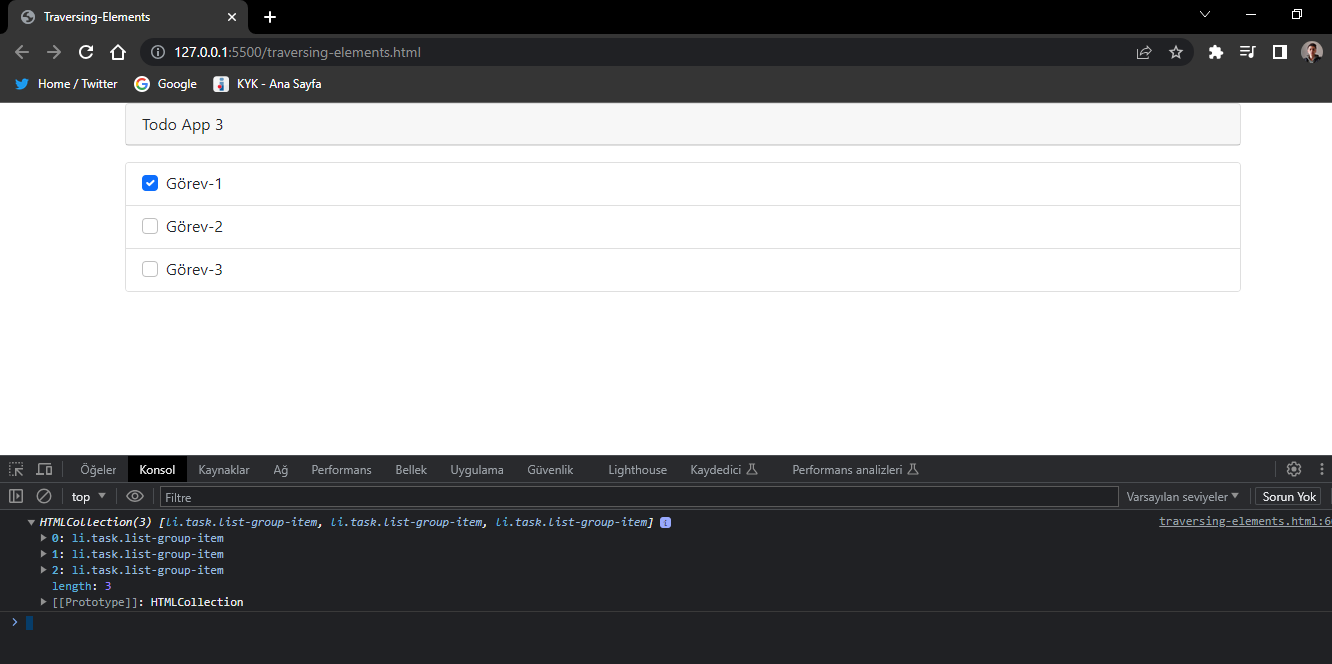 Traversing-Elements
127.0.0.1:5500/traversing-elements.html
Home / Twitter Google KYK - Ana Sayfa
Todo App 3
Görev-1
Görev-2
Görev-3
Öğeler Konsol Kaynaklar Ağ Performans Bellek Uygulama Güvenlik Lighthouse Kaydedici Performans analizleri
top Filtre Varsayılan seviyeler Sorun Yok
HTMLCollection(3) [li.task.list-group-item, li.task.list-group-item, li.task.list-group-item] i traversing-elements.html:6
0: li.task.list-group-item
1: li.task.list-group-item
2: li.task.list-group-item
length: 3
[[Prototype]]: HTMLCollection